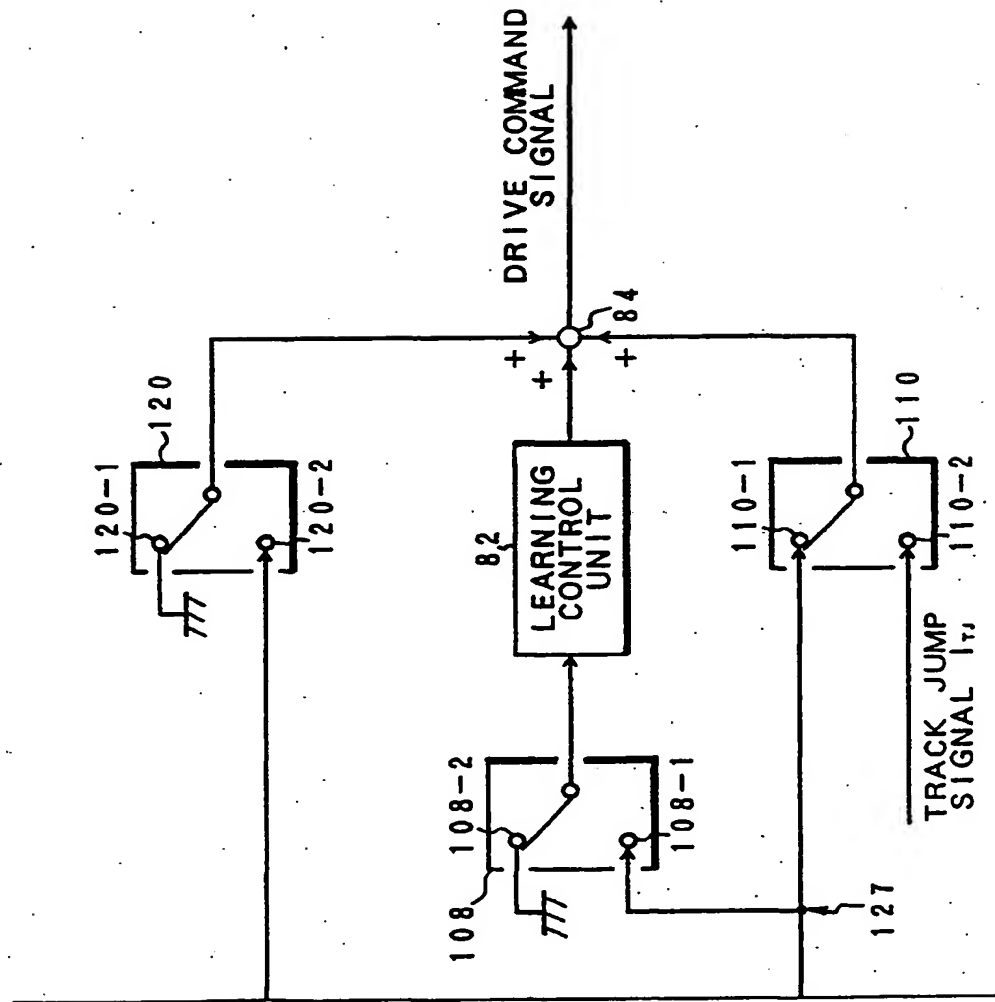 DRIVE COMMAND
SIGNAL
84
120
120-1
120-2
82
LEARNING
CONTROL
UNIT
110
110-1
110-2
108
108-2
108-1
127
TRACK JUMP
SIGNAL ITJ
+
+
+